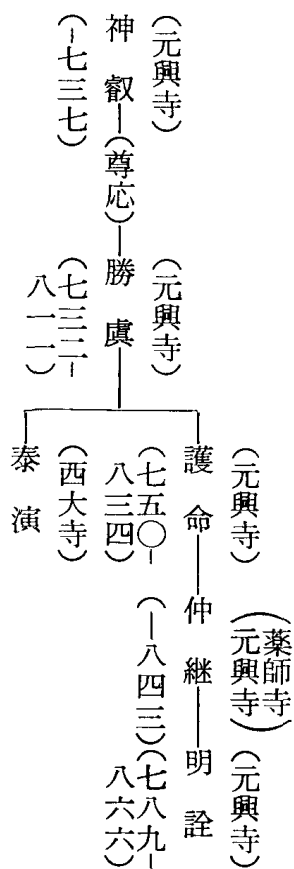 (元興寺)
神叡―(尊応)―勝虞
(-七三七)
(元興寺)
(七三二-
八一一)
(元興寺)
護命―仲継―明詮
(七五〇-
八三四)
(薬師寺
元興寺)
(-八四三)
(元興寺)
(七八九-
八六六)
(西大寺)
泰演